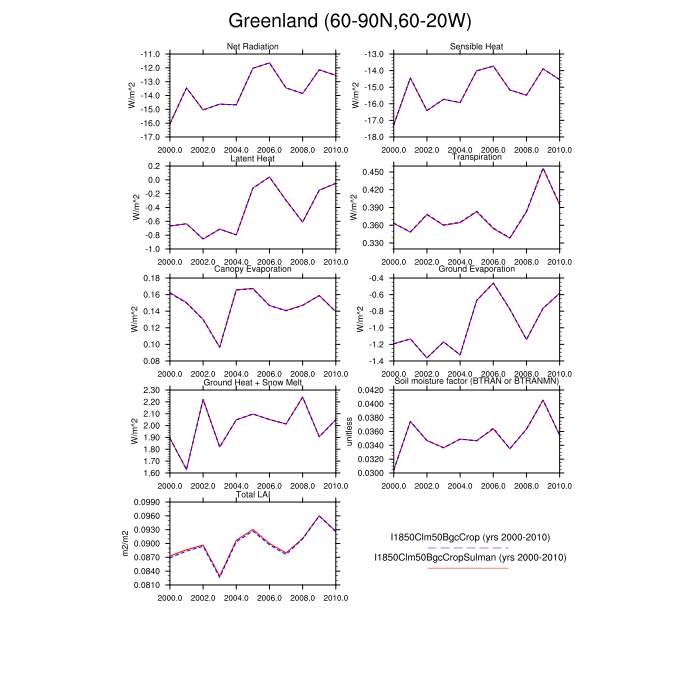 Greenland (60-90N,60-20W)
Net Radiation
W/m^2
-11.0
-12.0
-13.0
-14.0
-15.0
-16.0
-17.0
2000.0 2002.0 2004.0 2006.0 2008.0 2010.0
Sensible Heat
W/m^2
-13.0
-14.0
-15.0
-16.0
-17.0
-18.0
2000.0 2002.0 2004.0 2006.0 2008.0 2010.0
Latent Heat
W/m^2
0.2
0.0
-0.2
-0.4
-0.6
-0.8
-1.0
2000.0 2002.0 2004.0 2006.0 2008.0 2010.0
Transpiration
W/m^2
0.450
0.420
0.390
0.360
0.330
2000.0 2002.0 2004.0 2006.0 2008.0 2010.0
Canopy Evaporation
W/m^2
0.18
0.16
0.14
0.12
0.10
0.08
2000.0 2002.0 2004.0 2006.0 2008.0 2010.0
Ground Evaporation
W/m^2
-0.4
-0.6
-0.8
-1.0
-1.2
-1.4
2000.0 2002.0 2004.0 2006.0 2008.0 2010.0
Ground Heat + Snow Melt
W/m^2
2.30
2.20
2.10
2.00
1.90
1.80
1.70
1.60
2000.0 2002.0 2004.0 2006.0 2008.0 2010.0
Soil moisture factor (BTRAN or BTRANMN)
unitless
0.0420
0.0400
0.0380
0.0360
0.0340
0.0320
0.0300
2000.0 2002.0 2004.0 2006.0 2008.0 2010.0
Total LAI
m2/m2
0.0990
0.0960
0.0930
0.0900
0.0870
0.0840
0.0810
2000.0 2002.0 2004.0 2006.0 2008.0 2010.0
I1850Clm50BgcCrop (yrs 2000-2010)
I1850Clm50BgcCropSulman (yrs 2000-2010)